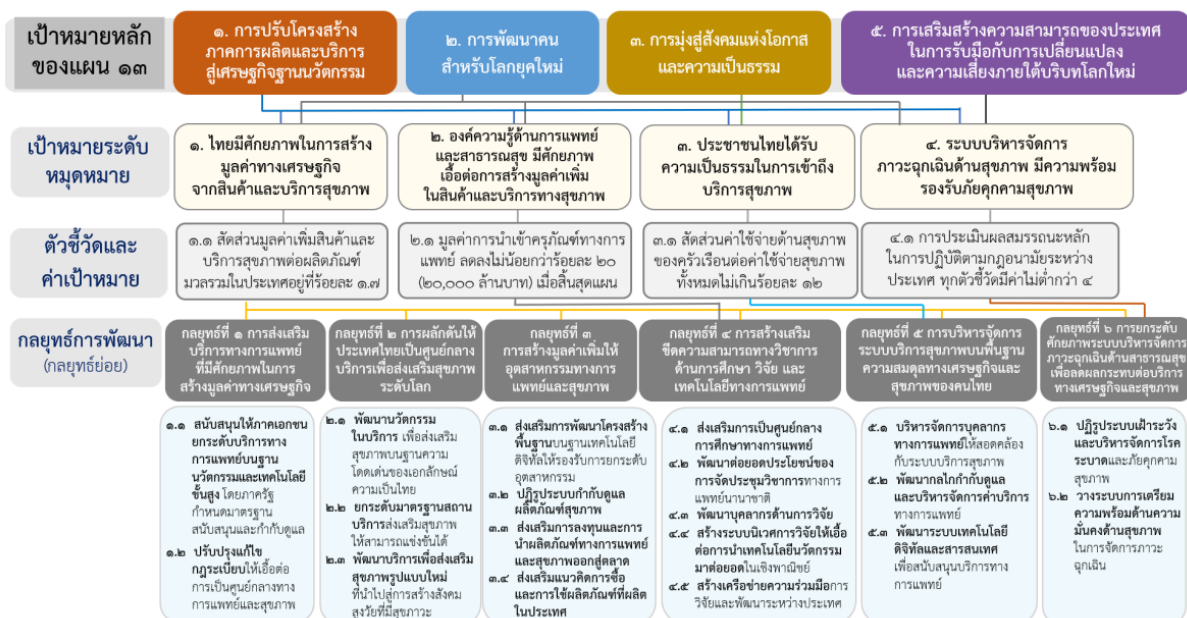 เป้าหมายหลัก
ของแผน ๑๓
๑. การปรับโครงสร้าง
ภาคการผลิตและบริการ
สู่เศรษฐกิจฐานนวัตกรรม
๒. การพัฒนาคน
สำหรับโลกยุคใหม่
๓. การมุ่งสู่สังคมแห่งโอกาส
และความเป็นธรรม
๕. การเสริมสร้างความสามารถของประเทศ
ในการรับมือกับการเปลี่ยนแปลง
และความเสี่ยงภายใต้บริบทโลกใหม่
เป้าหมายระดับ
หมุดหมาย
๑. ไทยมีศักยภาพในการสร้าง
มูลค่าทางเศรษฐกิจ
จากสินค้าและบริการสุขภาพ
๒. องค์ความรู้ด้านการแพทย์
และสาธารณสุข มีศักยภาพ
เอื้อต่อการสร้างมูลค่าเพิ่ม
ในสินค้าและบริการทางสุขภาพ
๓. ประชาชนไทยได้รับ
ความเป็นธรรมในการเข้าถึง
บริการสุขภาพ
๔. ระบบบริหารจัดการ
ภาวะฉุกเฉินด้านสุขภาพ มีความพร้อม
รองรับภัยคุกคามสุขภาพ
ตัวชี้วัดและ
ค่าเป้าหมาย
๑.๑ สัดส่วนมูลค่าเพิ่มสินค้าและ
บริการสุขภาพต่อผลิตภัณฑ์
มวลรวมในประเทศอยู่ที่ร้อยละ ๑.๗
๒.๑ มูลค่าการนำเข้าครุภัณฑ์ทางการ
แพทย์ ลดลงไม่น้อยกว่าร้อยละ ๒๐
(๒๐,๐๐๐ ล้านบาท) เมื่อสิ้นสุดแผน
๓.๑ สัดส่วนค่าใช้จ่ายด้านสุขภาพ
ของครัวเรือนต่อค่าใช้จ่ายสุขภาพ
ทั้งหมดไม่เกินร้อยละ ๑๒
๔.๑ การประเมินผลสมรรถนะหลัก
ในการปฏิบัติตามกฎอนามัยระหว่าง
ประเทศ ทุกตัวชี้วัดมีค่าไม่ต่ำกว่า ๔
กลยุทธ์การพัฒนา
(กลยุทธ์ย่อย)
กลยุทธ์ที่ ๑ การส่งเสริม
บริการทางการแพทย์
ที่มีศักยภาพในการ
สร้างมูลค่าทางเศรษฐกิจ
กลยุทธ์ที่ ๒ การผลักดันให้
ประเทศไทยเป็นศูนย์กลาง
บริการเพื่อส่งเสริมสุขภาพ
ระดับโลก
กลยุทธ์ที่ ๓
การสร้างมูลค่าเพิ่มให้
อุตสาหกรรมทางการ
แพทย์และสุขภาพ
กลยุทธ์ที่ ๔ การสร้างเสริม
ขีดความสามารถทางวิชาการ
ด้านการศึกษา วิจัย และ
เทคโนโลยีทางการแพทย์
กลยุทธ์ที่ ๕ การบริหารจัดการ
ระบบบริการสุขภาพบนพื้นฐาน
ความสมดุลทางเศรษฐกิจและ
สุขภาพของคนไทย
กลยุทธ์ที่ ๖ การยกระดับ
ศักยภาพระบบบริหารจัดการ
ภาวะฉุกเฉินด้านสาธารณสุข
เพื่อลดผลกระทบต่อบริการ
ทางเศรษฐกิจและสุขภาพ
๑.๑ สนับสนุนให้ภาคเอกชน
ยกระดับบริการทาง
การแพทย์บนฐาน
นวัตกรรมและเทคโนโลยี
ขั้นสูง โดยภาครัฐ
กำหนดมาตรฐาน
สนับสนุนและกำกับดูแล
๑.๒ ปรับปรุงแก้ไข
กฎระเบียบให้เอื้อต่อ
การเป็นศูนย์กลางทาง
การแพทย์และสุขภาพ
๒.๑ พัฒนานวัตกรรม
ในบริการ เพื่อส่งเสริม
สุขภาพบนฐานความ
โดดเด่นของเอกลักษณ์
ความเป็นไทย
๒.๒ ยกระดับมาตรฐานสถาน
บริการส่งเสริมสุขภาพ
ให้สามารถแข่งขันได้
๒.๓ พัฒนาบริการเพื่อส่งเสริม
สุขภาพรูปแบบใหม่
ที่นำไปสู่การสร้างสังคม
สูงวัยที่มีสุขภาวะ
๓.๑ ส่งเสริมการพัฒนาโครงสร้าง
พื้นฐานบนฐานเทคโนโลยี
ดิจิทัลให้รองรับการยกระดับ
อุตสาหกรรม
๓.๒ ปฏิรูประบบกำกับดูแล
ผลิตภัณฑ์สุขภาพ
๓.๓ ส่งเสริมการลงทุนและการ
นำผลิตภัณฑ์ทางการแพทย์
และสุขภาพออกสู่ตลาด
๓.๔ ส่งเสริมแนวคิดการซื้อ
และการใช้ผลิตภัณฑ์ที่ผลิต
ในประเทศ
๔.๑ ส่งเสริมการเป็นศูนย์กลาง
การศึกษาทางการแพทย์
๔.๒ พัฒนาต่อยอดประโยชน์ของ
การจัดประชุมวิชาการทางการ
แพทย์นานาชาติ
๔.๓ พัฒนาบุคลากรด้านการวิจัย
๔.๔ สร้างระบบนิเวศการวิจัยให้เอื้อ
ต่อการนำเทคโนโลยีนวัตกรรม
มาต่อยอดในเชิงพาณิชย์
๔.๕ สร้างเครือข่ายความร่วมมือการ
วิจัยและพัฒนาระหว่างประเทศ
๕.๑ บริหารจัดการบุคลากร
ทางการแพทย์ให้สอดคล้อง
กับระบบบริการสุขภาพ
๕.๒ พัฒนากลไกกำกับดูแล
และบริหารจัดการค่าบริการ
ทางการแพทย์
๕.๓ พัฒนาระบบเทคโนโลยี
ดิจิทัลและสารสนเทศ
เพื่อสนับสนุนบริการทาง
การแพทย์
๖.๑ ปฏิรูประบบเฝ้าระวัง
และบริหารจัดการโรค
ระบาดและภัยคุกคาม
สุขภาพ
๖.๒ วางระบบการเตรียม
ความพร้อมด้านความ
มั่นคงด้านสุขภาพ
ในการจัดการภาวะ
ฉุกเฉิน